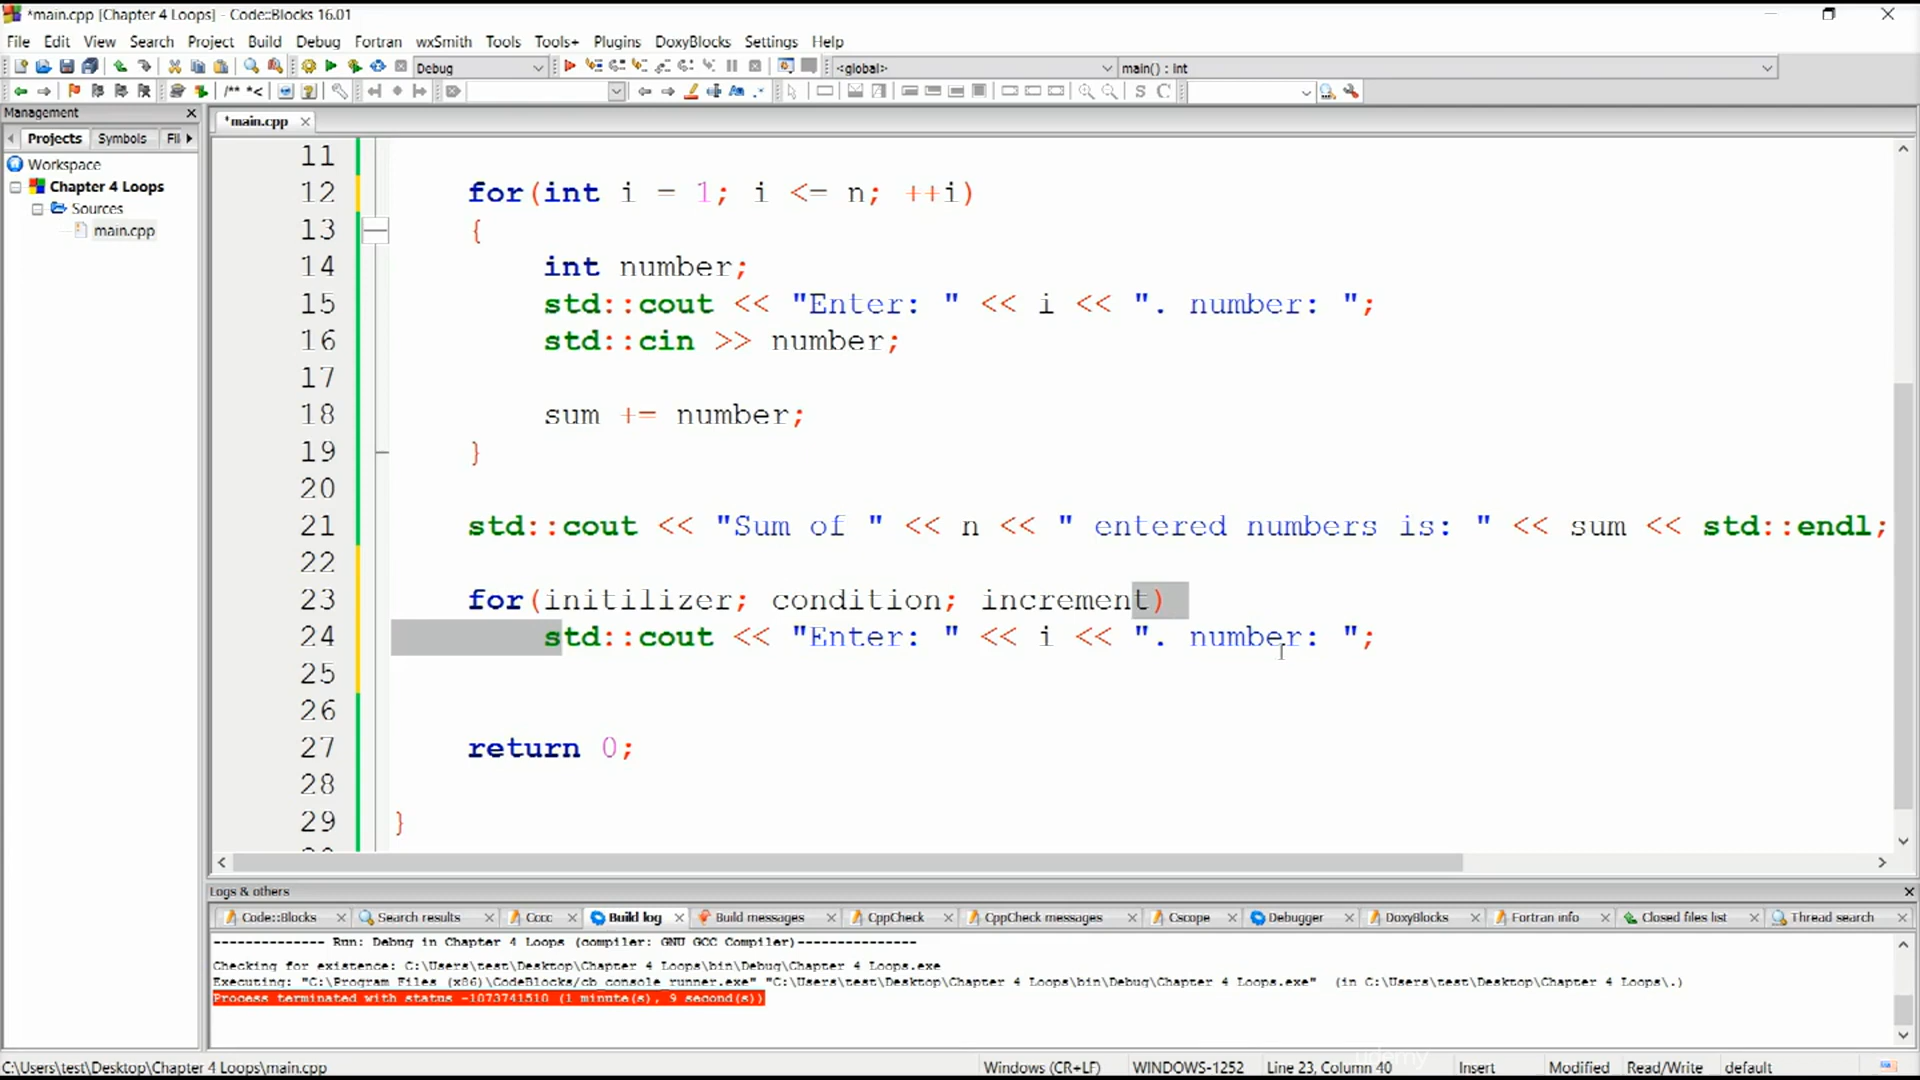 *main.cpp [Chapter 4 Loops] - Code::Blocks 16.01
File Edit View Search Project Build Debug Fortran wxSmith Tools Tools+ Plugins DoxyBlocks Settings Help
Debug <global> main() : int
/** *< S C
Management
*main.cpp
Projects Symbols Fil
Workspace
Chapter 4 Loops
Sources
main.cpp
11
12 for(int i = 1; i <= n; ++i)
13 {
14 int number;
15 std::cout << "Enter: " << i << ". number: ";
16 std::cin >> number;
17
18 sum += number;
19 }
20
21 std::cout << "Sum of " << n << " entered numbers is: " << sum << std::endl;
22
23 for(initilizer; condition; increment)
24 std::cout << "Enter: " << i << ". number: ";
25
26
27 return 0;
28
29 }
Logs & others
Code::Blocks Search results Cccc Build log Build messages CppCheck CppCheck messages Cscope Debugger DoxyBlocks Fortran info Closed files list Thread search
-------------- Run: Debug in Chapter 4 Loops (compiler: GNU GCC Compiler)---------------
Checking for existence: C:\Users\test\Desktop\Chapter 4 Loops\bin\Debug\Chapter 4 Loops.exe
Executing: "C:\Program Files (x86)\CodeBlocks/cb_console_runner.exe" "C:\Users\test\Desktop\Chapter 4 Loops\bin\Debug\Chapter 4 Loops.exe" (in C:\Users\test\Desktop\Chapter 4 Loops\.)
Process terminated with status -1073741510 (1 minute(s), 9 second(s))
udemy
C:\Users\test\Desktop\Chapter 4 Loops\main.cpp Windows (CR+LF) WINDOWS-1252 Line 23, Column 40 Insert Modified Read/Write default